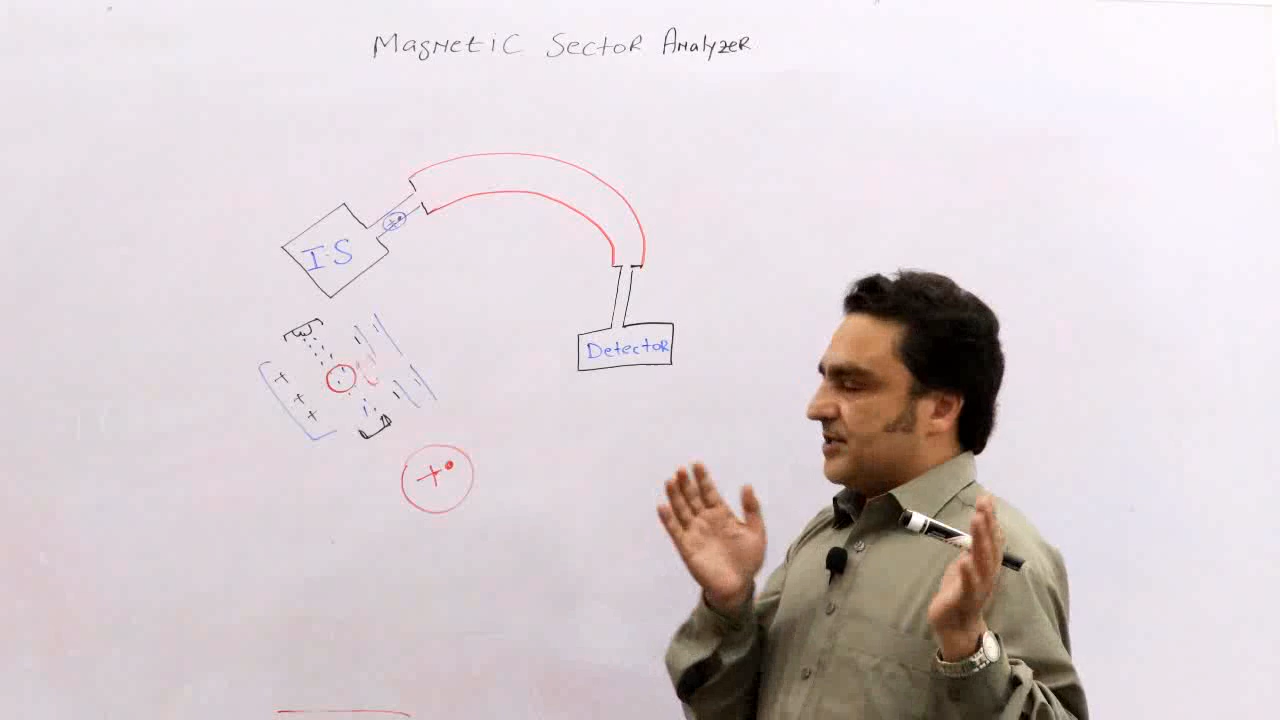 Magnetic Sector Analyzer
+•
I.S
Detector
+
+
+
+•